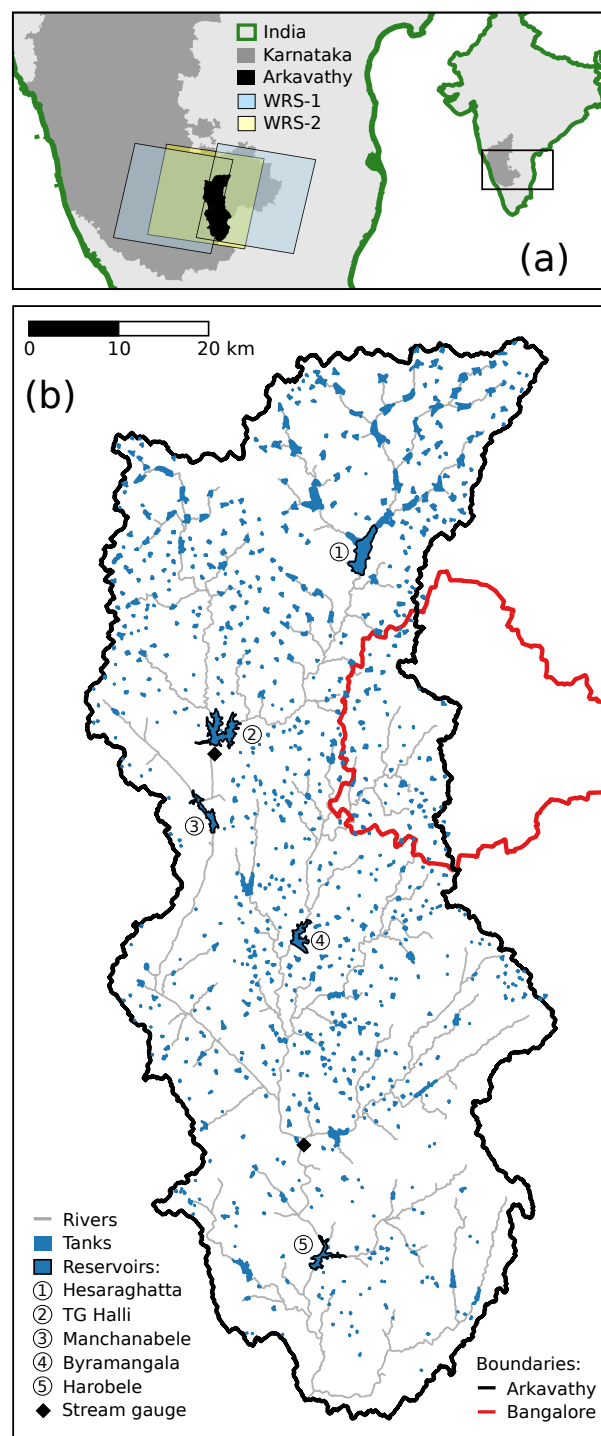 India
Karnataka
Arkavathy
WRS-1
WRS-2
(a)
0 10 20 km
(b)
1
2
3
4
5
Rivers
Tanks
Reservoirs:
① Hesaraghatta
② TG Halli
③ Manchanabele
④ Byramangala
⑤ Harobele
Stream gauge
Boundaries:
Arkavathy
Bangalore